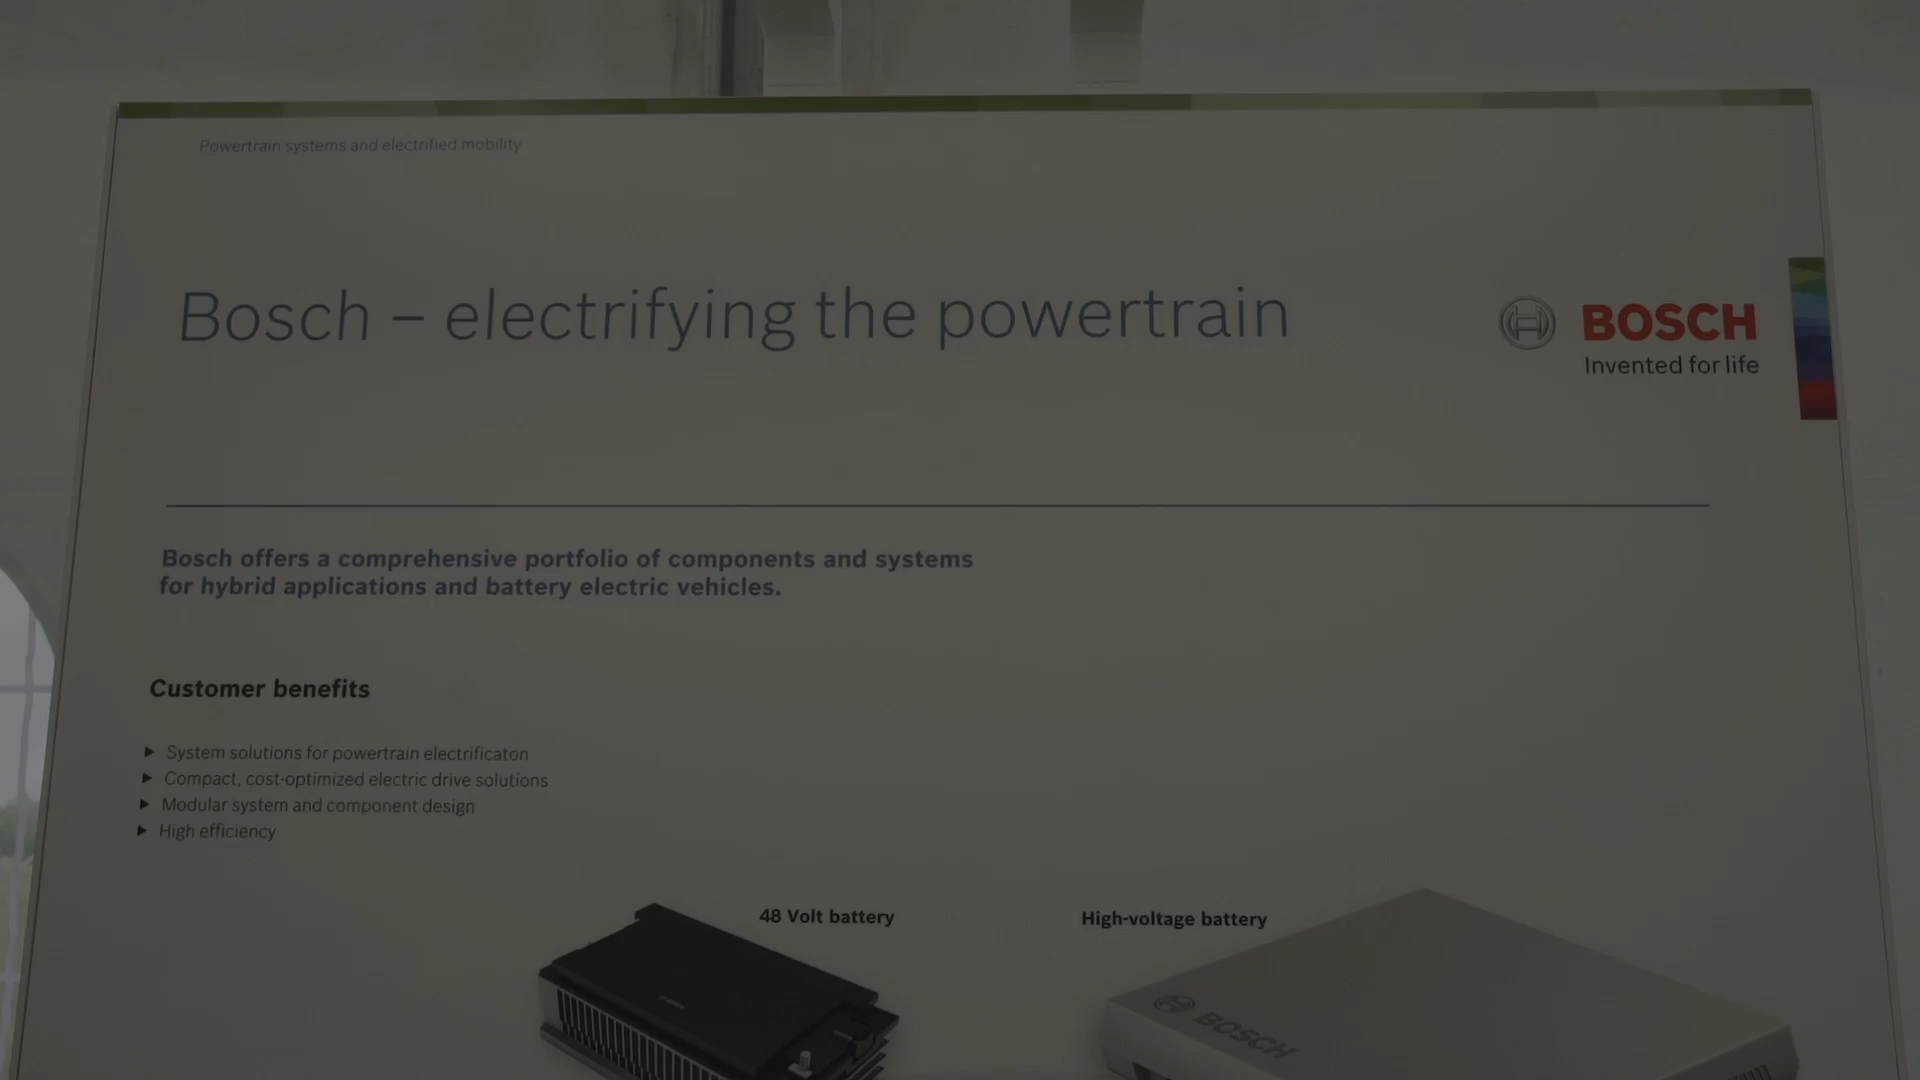 Powertrain systems and electrified mobility
Bosch – electrifying the powertrain
BOSCH
Invented for life
Bosch offers a comprehensive portfolio of components and systems
for hybrid applications and battery electric vehicles.
Customer benefits
▶ System solutions for powertrain electrificaton
▶ Compact, cost-optimized electric drive solutions
▶ Modular system and component design
▶ High efficiency
48 Volt battery
High-voltage battery
BOSCH